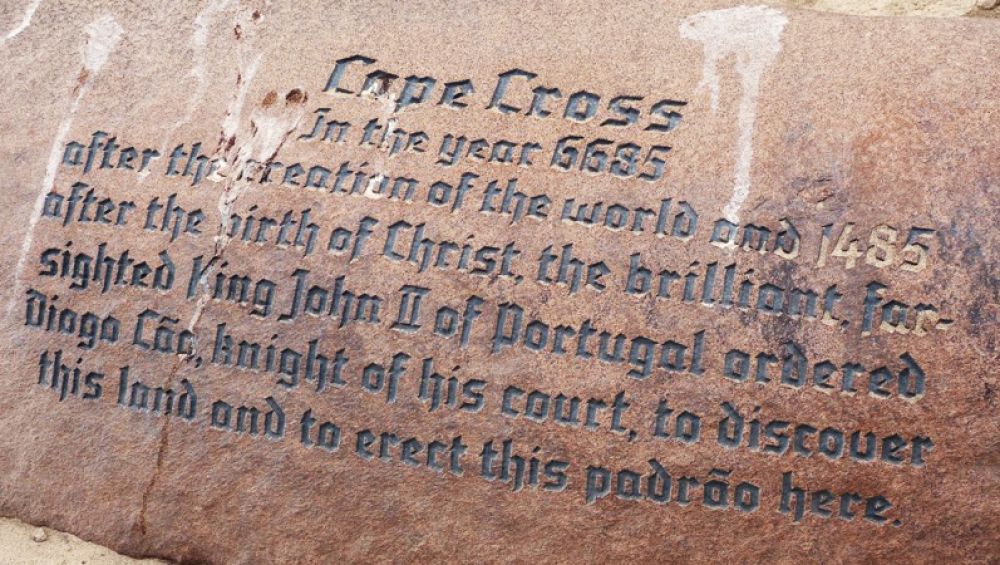 Cape Cross
In the year 6685
after the creation of the world and 1485
after the birth of Christ, the brilliant, far-
sighted King John II of Portugal ordered
Diogo Cão, knight of his court, to discover
this land and to erect this padrão here.